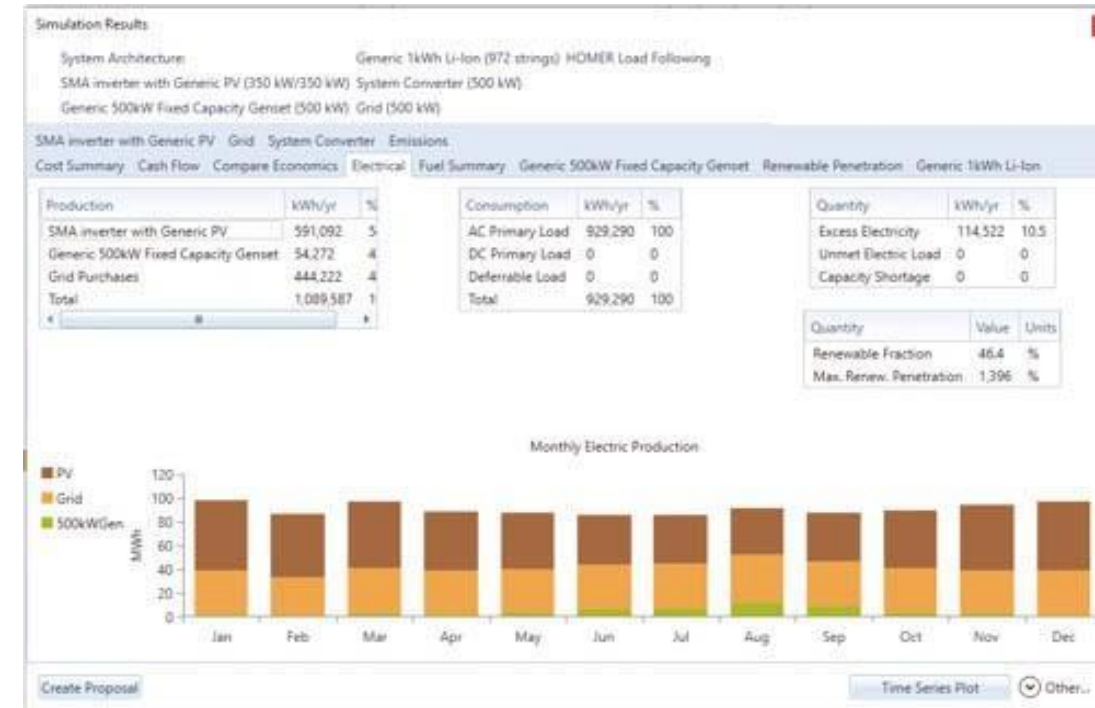 Simulation Results
System Architecture: Generic 1kWh Li-Ion (972 strings) HOMER Load Following
SMA inverter with Generic PV (350 kW/350 kW) System Converter (500 kW)
Generic 500kW Fixed Capacity Genset (500 kW) Grid (500 kW)
SMA inverter with Generic PV Grid System Converter Emissions
Cost Summary Cash Flow Compare Economics Electrical Fuel Summary Generic 500kW Fixed Capacity Genset Renewable Penetration Generic 1kWh Li-Ion
Production kWh/yr %
SMA inverter with Generic PV 591,092 5
Generic 500kW Fixed Capacity Genset 54,272 4
Grid Purchases 444,222 4
Total 1,089,587 1
Consumption kWh/yr %
AC Primary Load 929,290 100
DC Primary Load 0 0
Deferrable Load 0 0
Total 929,290 100
Quantity kWh/yr %
Excess Electricity 114,522 10.5
Unmet Electric Load 0 0
Capacity Shortage 0 0
Quantity Value Units
Renewable Fraction 46.4 %
Max. Renew. Penetration 1,396 %
Monthly Electric Production
PV
Grid
500kWGen
MWh
120
100
80
60
40
20
0
Jan Feb Mar Apr May Jun Jul Aug Sep Oct Nov Dec
Create Proposal Time Series Plot Other...